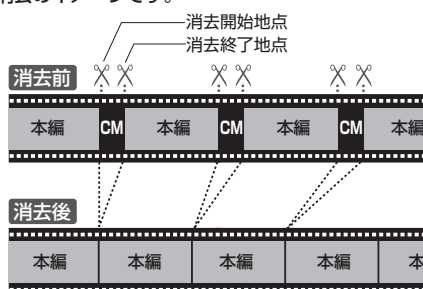 消去のイメージです。
消去開始地点
消去終了地点
消去前
本編 CM 本編 CM 本編 CM 本編
消去後
本編 本編 本編 本編 本